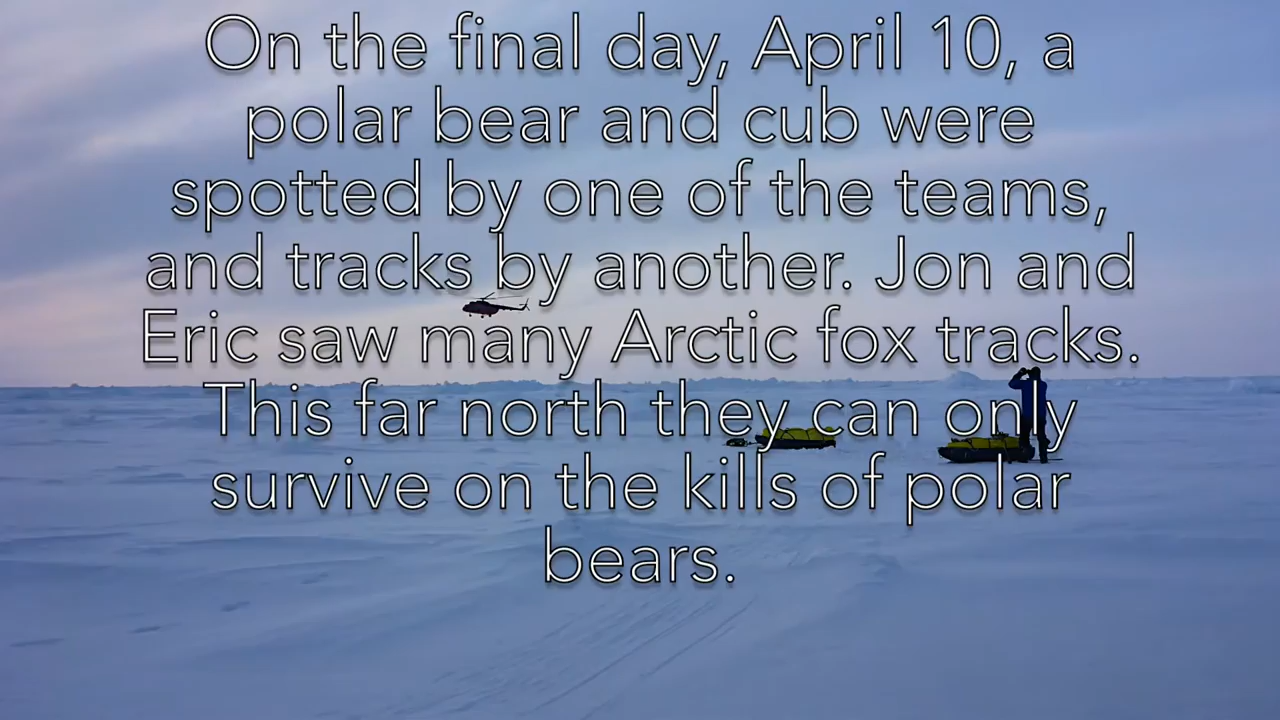 On the final day, April 10, a
polar bear and cub were
spotted by one of the teams,
and tracks by another. Jon and
Eric saw many Arctic fox tracks.
This far north they can only
survive on the kills of polar
bears.